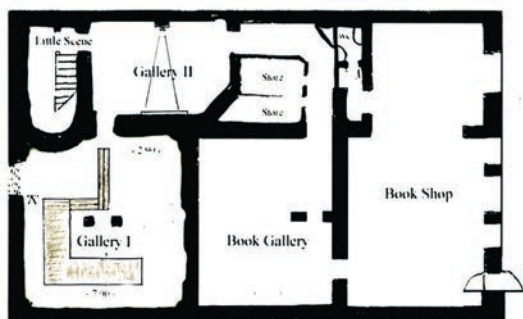 Little Scene
WC
Gallery II
Store
Store
"A"
Book Shop
Gallery I
Book Gallery